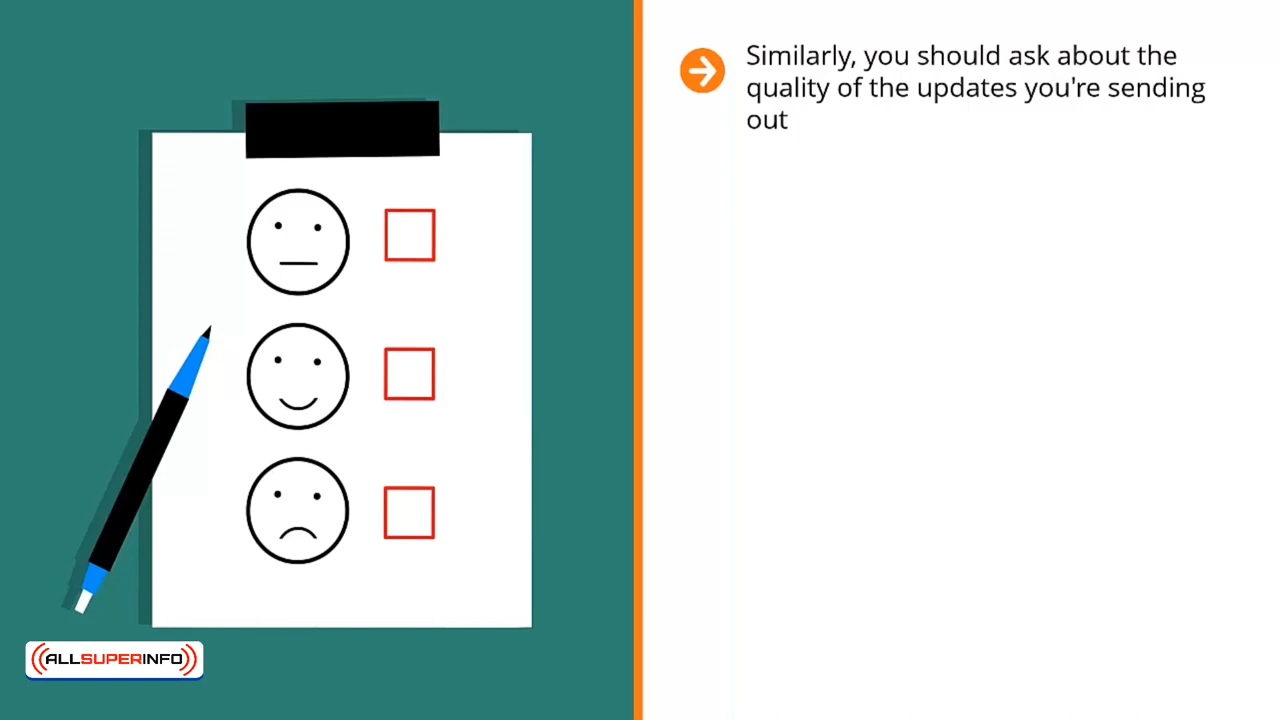 Similarly, you should ask about the
quality of the updates you're sending
out
ALLSUPERINFO